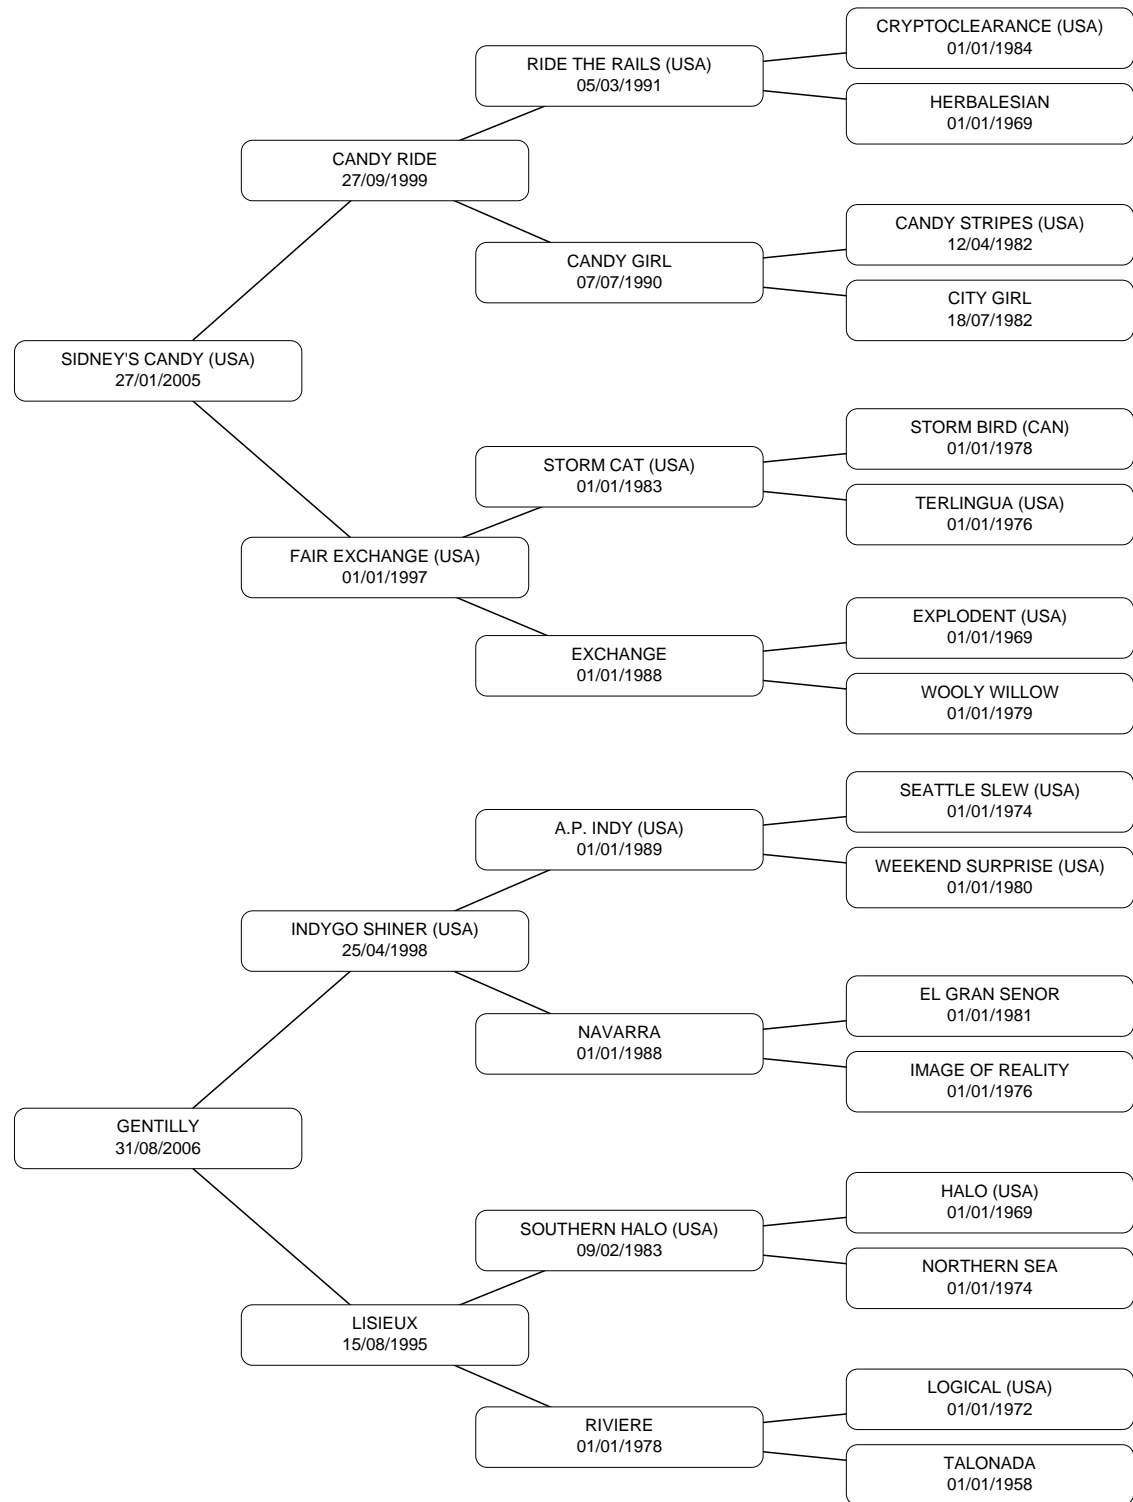 CRYPTOCLEARANCE (USA)
01/01/1984
RIDE THE RAILS (USA)
05/03/1991
HERBALESIAN
01/01/1969
CANDY RIDE
27/09/1999
CANDY STRIPES (USA)
12/04/1982
CANDY GIRL
07/07/1990
CITY GIRL
18/07/1982
SIDNEY'S CANDY (USA)
27/01/2005
STORM BIRD (CAN)
01/01/1978
STORM CAT (USA)
01/01/1983
TERLINGUA (USA)
01/01/1976
FAIR EXCHANGE (USA)
01/01/1997
EXPLODENT (USA)
01/01/1969
EXCHANGE
01/01/1988
WOOLY WILLOW
01/01/1979
SEATTLE SLEW (USA)
01/01/1974
A.P. INDY (USA)
01/01/1989
WEEKEND SURPRISE (USA)
01/01/1980
INDYGO SHINER (USA)
25/04/1998
EL GRAN SENOR
01/01/1981
NAVARRA
01/01/1988
IMAGE OF REALITY
01/01/1976
GENTILLY
31/08/2006
HALO (USA)
01/01/1969
SOUTHERN HALO (USA)
09/02/1983
NORTHERN SEA
01/01/1974
LISIEUX
15/08/1995
LOGICAL (USA)
01/01/1972
RIVIERE
01/01/1978
TALONADA
01/01/1958